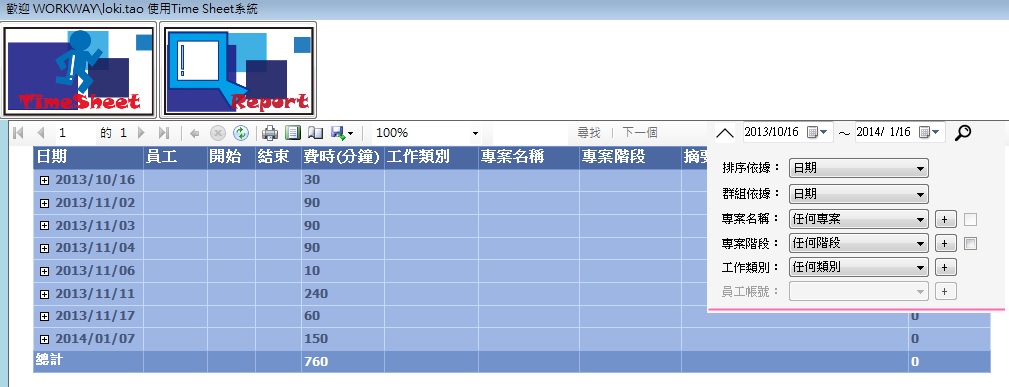 歡迎 WORKWAY\loki.tao 使用Time Sheet系統
TimeSheet
Report
1 的 1 100% 尋找 | 下一個 2013/10/16 ～ 2014/ 1/16
日期 員工 開始 結束 費時(分鐘) 工作類別 專案名稱 專案階段
2013/10/16 30
2013/11/02 90
2013/11/03 90
2013/11/04 90
2013/11/06 10
2013/11/11 240
2013/11/17 60 0
2014/01/07 150 0
總計 760 0
排序依據： 日期
群組依據： 日期
專案名稱： 任何專案 +
專案階段： 任何階段 +
工作類別： 任何類別 +
員工帳號： +